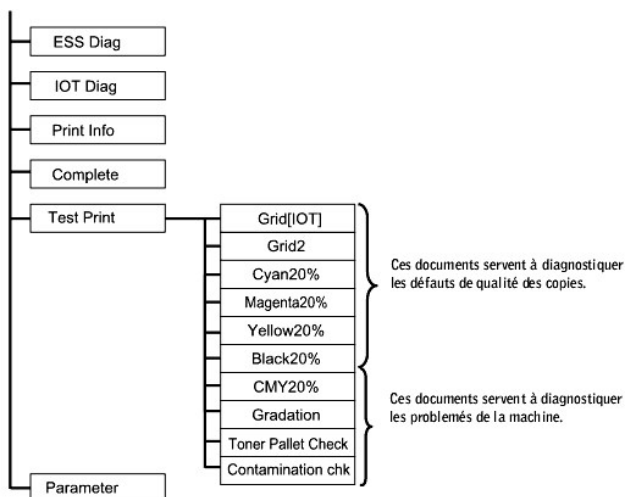 ESS Diag
IOT Diag
Print Info
Complete
Test Print
Grid[IOT]
Grid2
Cyan20%
Magenta20%
Yellow20%
Black20%
CMY20%
Gradation
Toner Pallet Check
Contamination chk
Ces documents servent à diagnostiquer
les défauts de qualité des copies.
Ces documents servent à diagnostiquer
les problemés de la machine.
Parameter